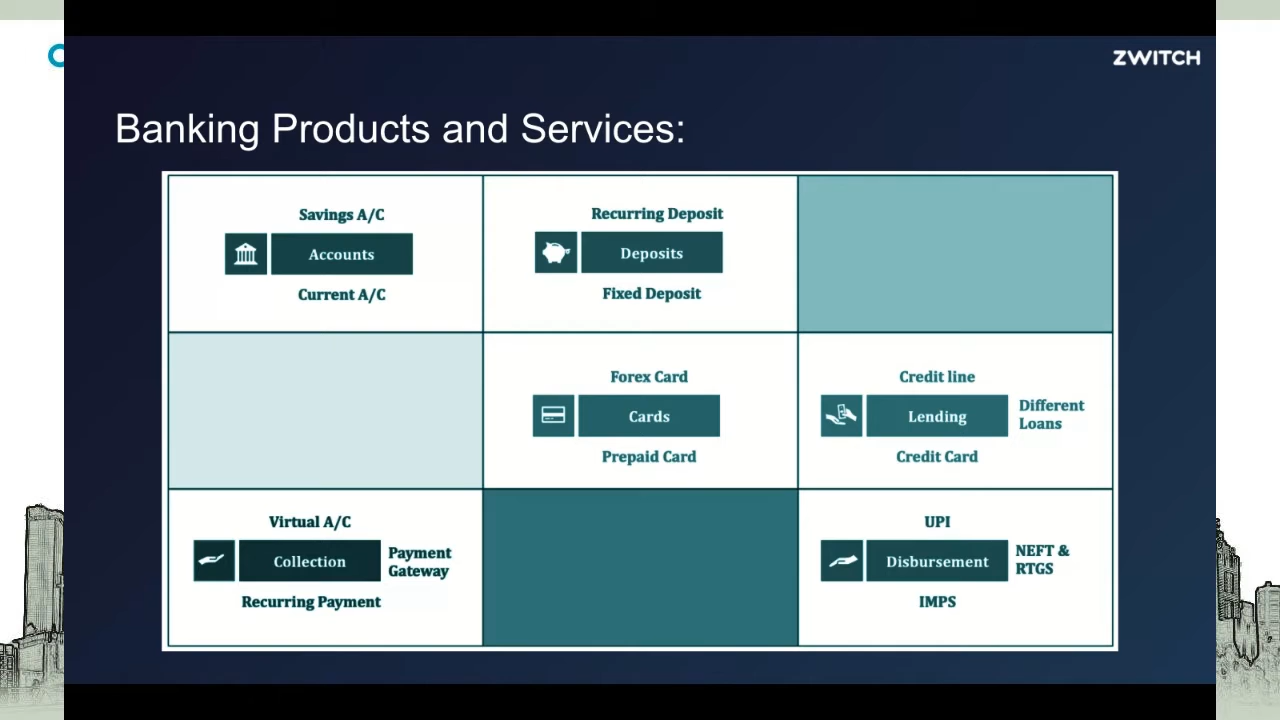 ZWITCH
Banking Products and Services:
Savings A/C
Accounts
Current A/C
Recurring Deposit
Deposits
Fixed Deposit
Forex Card
Cards
Prepaid Card
Credit line
Lending
Different
Loans
Credit Card
Virtual A/C
Collection
Payment
Gateway
Recurring Payment
UPI
Disbursement
NEFT &
RTGS
IMPS